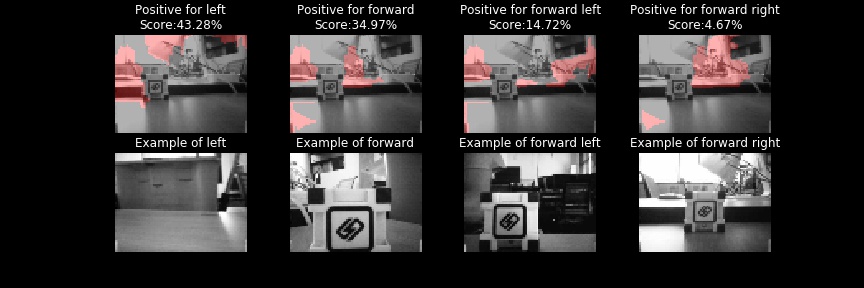 Positive for left
Score:43.28%
Positive for forward
Score:34.97%
Positive for forward left
Score:14.72%
Positive for forward right
Score:4.67%
Example of left
Example of forward
Example of forward left
Example of forward right